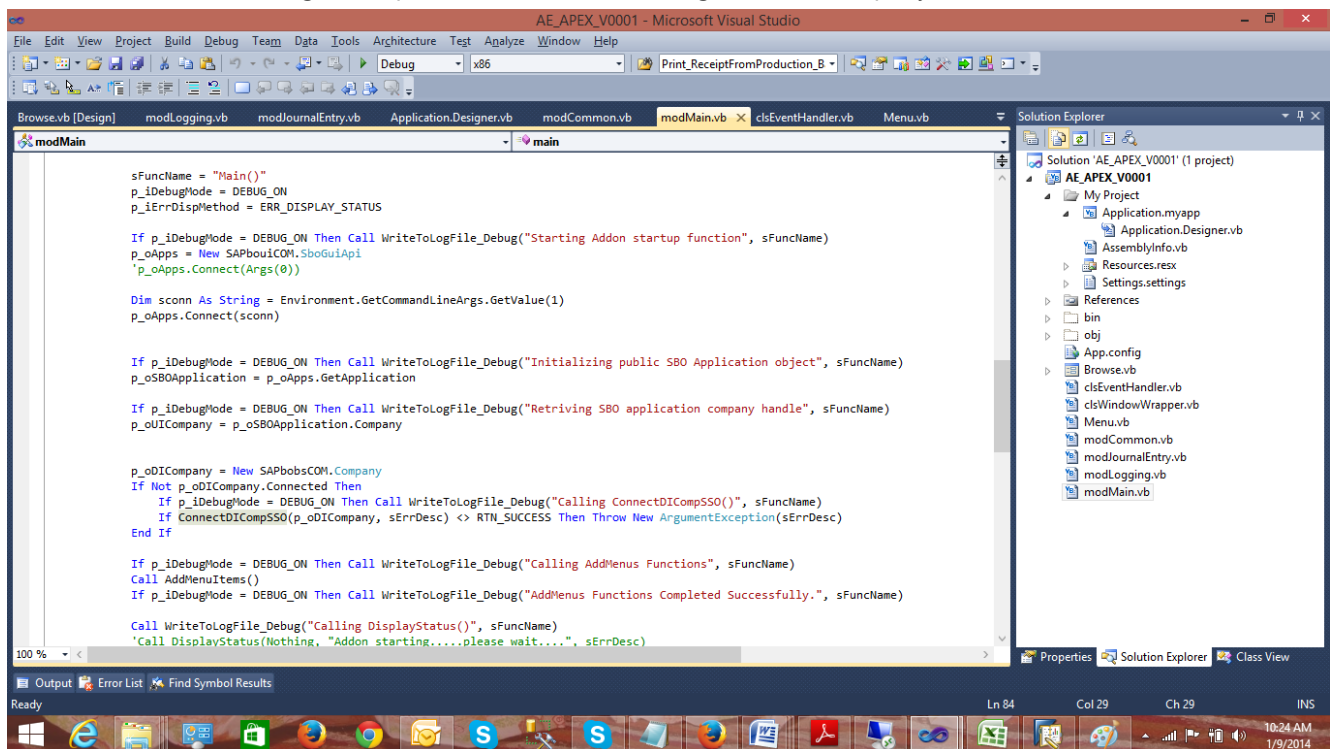 AE_APEX_V0001 - Microsoft Visual Studio
File Edit View Project Build Debug Team Data Tools Architecture Test Analyze Window Help
Debug x86 Print_ReceiptFromProduction_B
Browse.vb [Design] modLogging.vb modJournalEntry.vb Application.Designer.vb modCommon.vb modMain.vb clsEventHandler.vb Menu.vb
modMain main
sFuncName = "Main()"
p_iDebugMode = DEBUG_ON
p_iErrDispMethod = ERR_DISPLAY_STATUS
If p_iDebugMode = DEBUG_ON Then Call WriteToLogFile_Debug("Starting Addon startup function", sFuncName)
p_oApps = New SAPbouiCOM.SboGuiApi
'p_oApps.Connect(Args(0))
Dim sconn As String = Environment.GetCommandLineArgs.GetValue(1)
p_oApps.Connect(sconn)
If p_iDebugMode = DEBUG_ON Then Call WriteToLogFile_Debug("Initializing public SBO Application object", sFuncName)
p_oSBOApplication = p_oApps.GetApplication
If p_iDebugMode = DEBUG_ON Then Call WriteToLogFile_Debug("Retriving SBO application company handle", sFuncName)
p_oUICompany = p_oSBOApplication.Company
p_oDICompany = New SAPbobsCOM.Company
If Not p_oDICompany.Connected Then
If p_iDebugMode = DEBUG_ON Then Call WriteToLogFile_Debug("Calling ConnectDICompSSO()", sFuncName)
If ConnectDICompSSO(p_oDICompany, sErrDesc) <> RTN_SUCCESS Then Throw New ArgumentException(sErrDesc)
End If
If p_iDebugMode = DEBUG_ON Then Call WriteToLogFile_Debug("Calling AddMenus Functions", sFuncName)
Call AddMenuItems()
If p_iDebugMode = DEBUG_ON Then Call WriteToLogFile_Debug("AddMenus Functions Completed Successfully.", sFuncName)
Call WriteToLogFile_Debug("Calling DisplayStatus()", sFuncName)
'Call DisplayStatus(Nothing, "Addon starting.....please wait....", sErrDesc)
100 %
Solution Explorer
Solution 'AE_APEX_V0001' (1 project)
AE_APEX_V0001
My Project
Application.myapp
Application.Designer.vb
AssemblyInfo.vb
Resources.resx
Settings.settings
References
bin
obj
App.config
Browse.vb
clsEventHandler.vb
clsWindowWrapper.vb
Menu.vb
modCommon.vb
modJournalEntry.vb
modLogging.vb
modMain.vb
Properties Solution Explorer Class View
Output Error List Find Symbol Results
Ready Ln 84 Col 29 Ch 29 INS
10:24 AM
1/9/2014